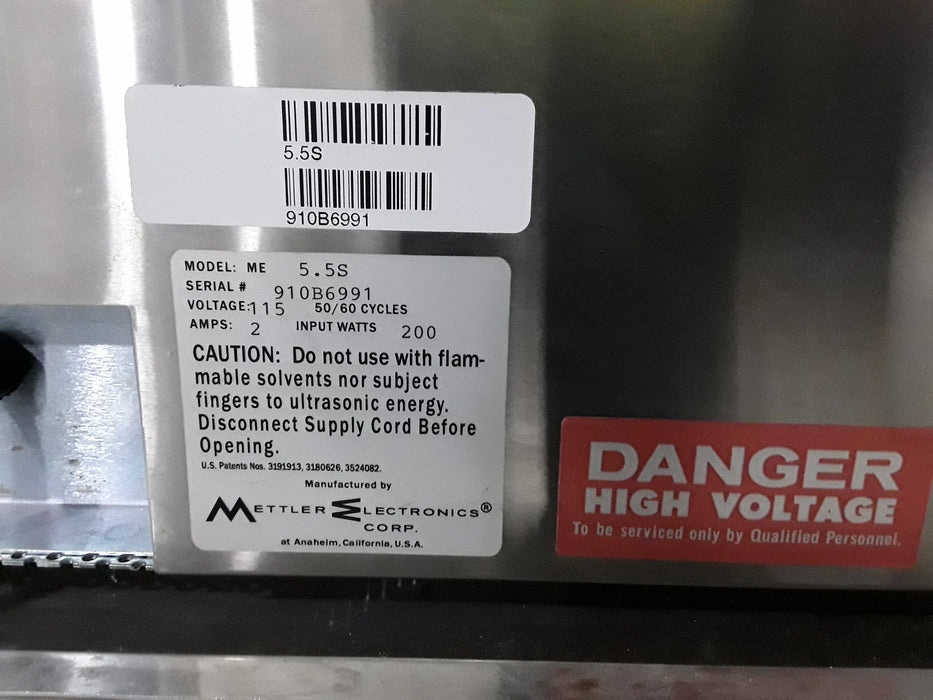 5.5S
910B6991
MODEL: ME 5.5S
SERIAL # 910B6991
VOLTAGE: 115 50/60 CYCLES
AMPS: 2 INPUT WATTS 200
CAUTION: Do not use with flam-
mable solvents nor subject
fingers to ultrasonic energy.
Disconnect Supply Cord Before
Opening.
U.S. Patents Nos. 3191913, 3180626, 3524082.
Manufactured by
METTLER ELECTRONICS®
CORP.
at Anaheim, California, U.S.A.
DANGER
HIGH VOLTAGE
To be serviced only by Qualified Personnel.